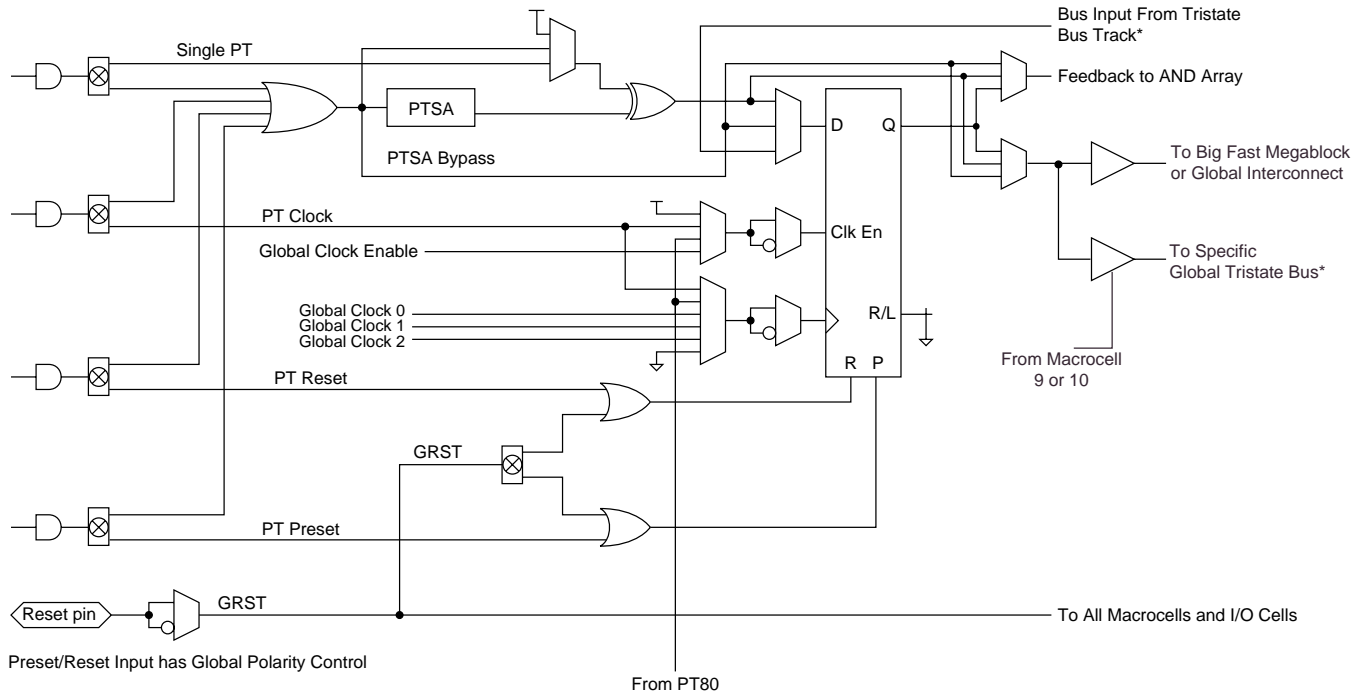 Bus Input From Tristate
Bus Track*
Single PT
Feedback to AND Array
PTSA
D
Q
PTSA Bypass
To Big Fast Megablock
or Global Interconnect
PT Clock
Clk En
Global Clock Enable
To Specific
Global Tristate Bus*
Global Clock 0
Global Clock 1
Global Clock 2
R/L
From Macrocell
9 or 10
R
P
PT Reset
GRST
PT Preset
Reset pin
GRST
To All Macrocells and I/O Cells
Preset/Reset Input has Global Polarity Control
From PT80